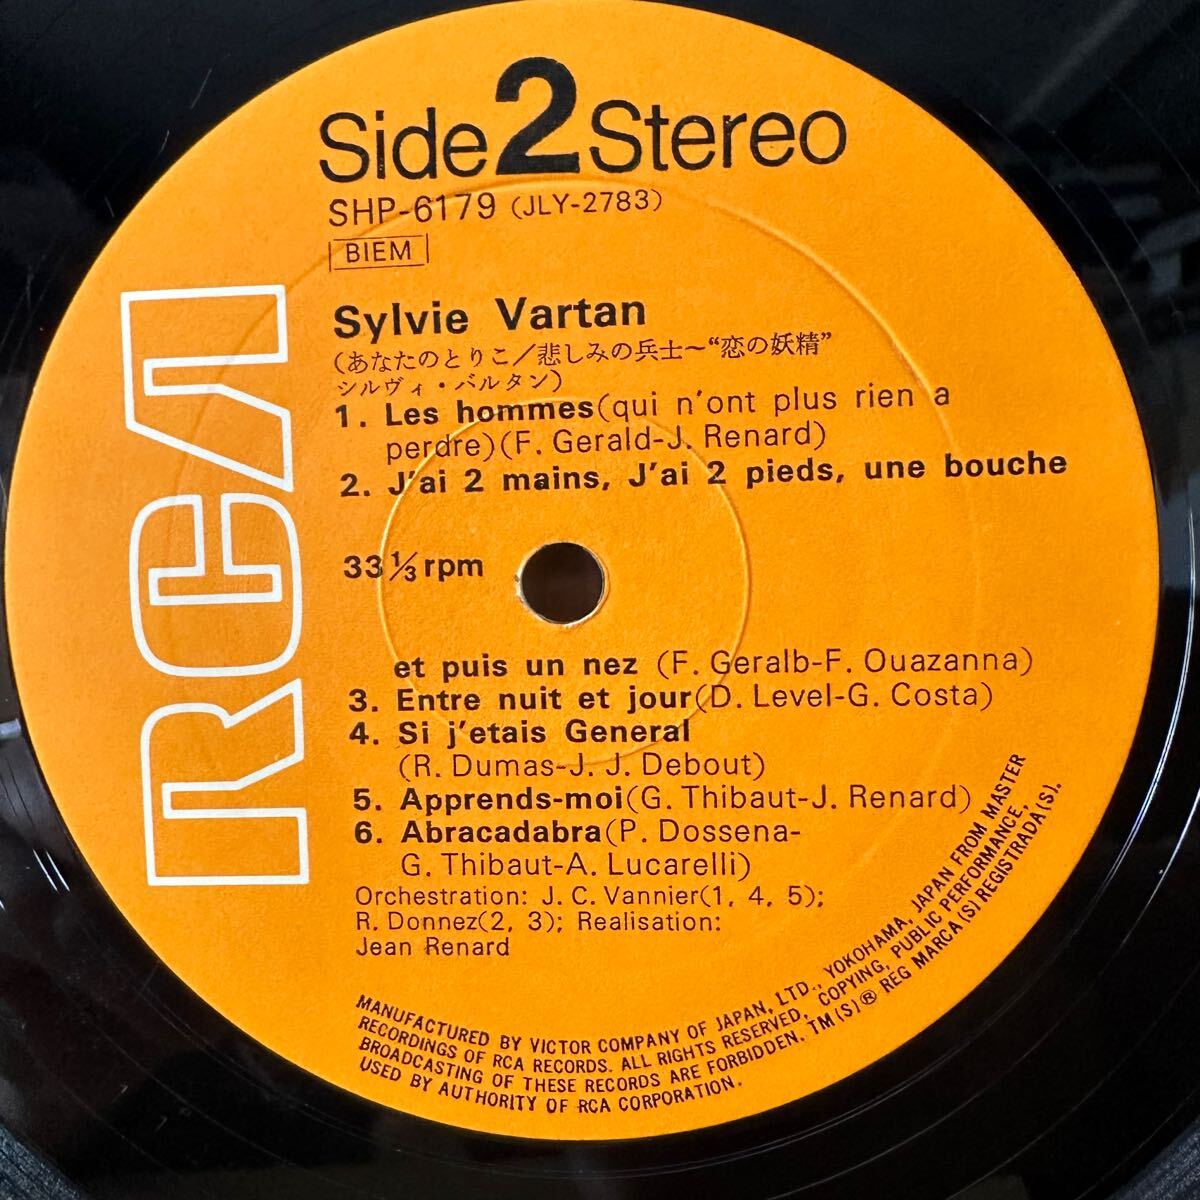 Side 2 Stereo
SHP-6179 (JLY-2783)
BIEM
RCA
Sylvie Vartan
(あなたのとりこ／悲しみの兵士〜“恋の妖精”
シルヴィ・バルタン)
1. Les hommes(qui n'ont plus rien a
perdre)(F. Gerald-J. Renard)
2. J'ai 2 mains, J'ai 2 pieds, une bouche
33⅓ rpm
et puis un nez (F. Geralb-F. Ouazanna)
3. Entre nuit et jour(D. Level-G. Costa)
4. Si j'etais General
(R. Dumas-J. J. Debout)
5. Apprends-moi(G. Thibaut-J. Renard)
6. Abracadabra(P. Dossena-
G. Thibaut-A. Lucarelli)
Orchestration: J. C. Vannier(1, 4, 5);
R. Donnez(2, 3); Realisation:
Jean Renard
MANUFACTURED BY VICTOR COMPANY OF JAPAN, LTD., YOKOHAMA, JAPAN FROM MASTER
RECORDINGS OF RCA RECORDS. ALL RIGHTS RESERVED, COPYING, PUBLIC PERFORMANCE,
BROADCASTING OF THESE RECORDS ARE FORBIDDEN. TM(S)® REG MARCA(S) REGISTRADA(S).
USED BY AUTHORITY OF RCA CORPORATION.